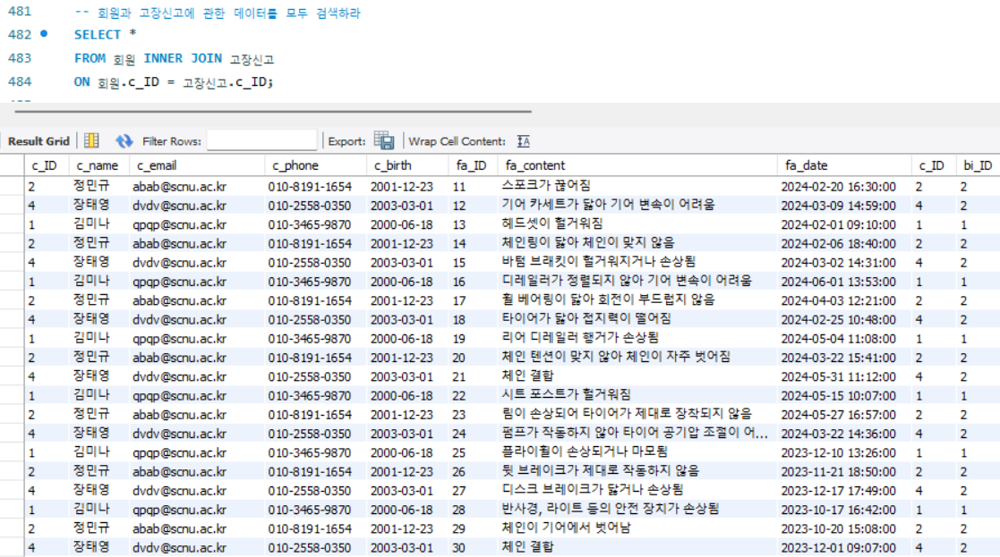 481 -- 회원과 고장신고에 관한 데이터를 모두 검색하라
482 SELECT *
483 FROM 회원 INNER JOIN 고장신고
484 ON 회원.c_ID = 고장신고.c_ID;
Result Grid Filter Rows: Export: Wrap Cell Content: IA
c_ID c_name c_email c_phone c_birth fa_ID fa_content fa_date c_ID bi_ID
2 정민규 abab@scnu.ac.kr 010-8191-1654 2001-12-23 11 스포크가 끊어짐 2024-02-20 16:30:00 2 2
4 장태영 dvdv@scnu.ac.kr 010-2558-0350 2003-03-01 12 기어 카세트가 닳아 기어 변속이 어려움 2024-03-09 14:59:00 4 2
1 김미나 qpqp@scnu.ac.kr 010-3465-9870 2000-06-18 13 헤드셋이 헐거워짐 2024-02-01 09:10:00 1 1
2 정민규 abab@scnu.ac.kr 010-8191-1654 2001-12-23 14 체인링이 닳아 체인이 맞지 않음 2024-02-06 18:40:00 2 2
4 장태영 dvdv@scnu.ac.kr 010-2558-0350 2003-03-01 15 바텀 브래킷이 헐거워지거나 손상됨 2024-03-02 14:31:00 4 2
1 김미나 qpqp@scnu.ac.kr 010-3465-9870 2000-06-18 16 디레일러가 정렬되지 않아 기어 변속이 어려움 2024-06-01 13:53:00 1 1
2 정민규 abab@scnu.ac.kr 010-8191-1654 2001-12-23 17 휠 베어링이 닳아 회전이 부드럽지 않음 2024-04-03 12:21:00 2 2
4 장태영 dvdv@scnu.ac.kr 010-2558-0350 2003-03-01 18 타이어가 닳아 접지력이 떨어짐 2024-02-25 10:48:00 4 2
1 김미나 qpqp@scnu.ac.kr 010-3465-9870 2000-06-18 19 리어 디레일러 행거가 손상됨 2024-05-04 11:08:00 1 1
2 정민규 abab@scnu.ac.kr 010-8191-1654 2001-12-23 20 체인 텐션이 맞지 않아 체인이 자주 벗어짐 2024-03-22 15:41:00 2 2
4 장태영 dvdv@scnu.ac.kr 010-2558-0350 2003-03-01 21 체인 결함 2024-05-31 11:12:00 4 2
1 김미나 qpqp@scnu.ac.kr 010-3465-9870 2000-06-18 22 시트 포스트가 헐거워짐 2024-05-15 10:07:00 1 1
2 정민규 abab@scnu.ac.kr 010-8191-1654 2001-12-23 23 림이 손상되어 타이어가 제대로 장착되지 않음 2024-05-27 16:57:00 2 2
4 장태영 dvdv@scnu.ac.kr 010-2558-0350 2003-03-01 24 펌프가 작동하지 않아 타이어 공기압 조절이 어... 2024-03-22 14:36:00 4 2
1 김미나 qpqp@scnu.ac.kr 010-3465-9870 2000-06-18 25 플라이휠이 손상되거나 마모됨 2023-12-10 13:26:00 1 1
2 정민규 abab@scnu.ac.kr 010-8191-1654 2001-12-23 26 뒷 브레이크가 제대로 작동하지 않음 2023-11-21 18:50:00 2 2
4 장태영 dvdv@scnu.ac.kr 010-2558-0350 2003-03-01 27 디스크 브레이크가 닳거나 손상됨 2023-12-17 17:49:00 4 2
1 김미나 qpqp@scnu.ac.kr 010-3465-9870 2000-06-18 28 반사경, 라이트 등의 안전 장치가 손상됨 2023-10-17 16:42:00 1 1
2 정민규 abab@scnu.ac.kr 010-8191-1654 2001-12-23 29 체인이 기어에서 벗어남 2023-10-20 15:08:00 2 2
4 장태영 dvdv@scnu.ac.kr 010-2558-0350 2003-03-01 30 체인 결함 2023-12-01 09:07:00 4 2